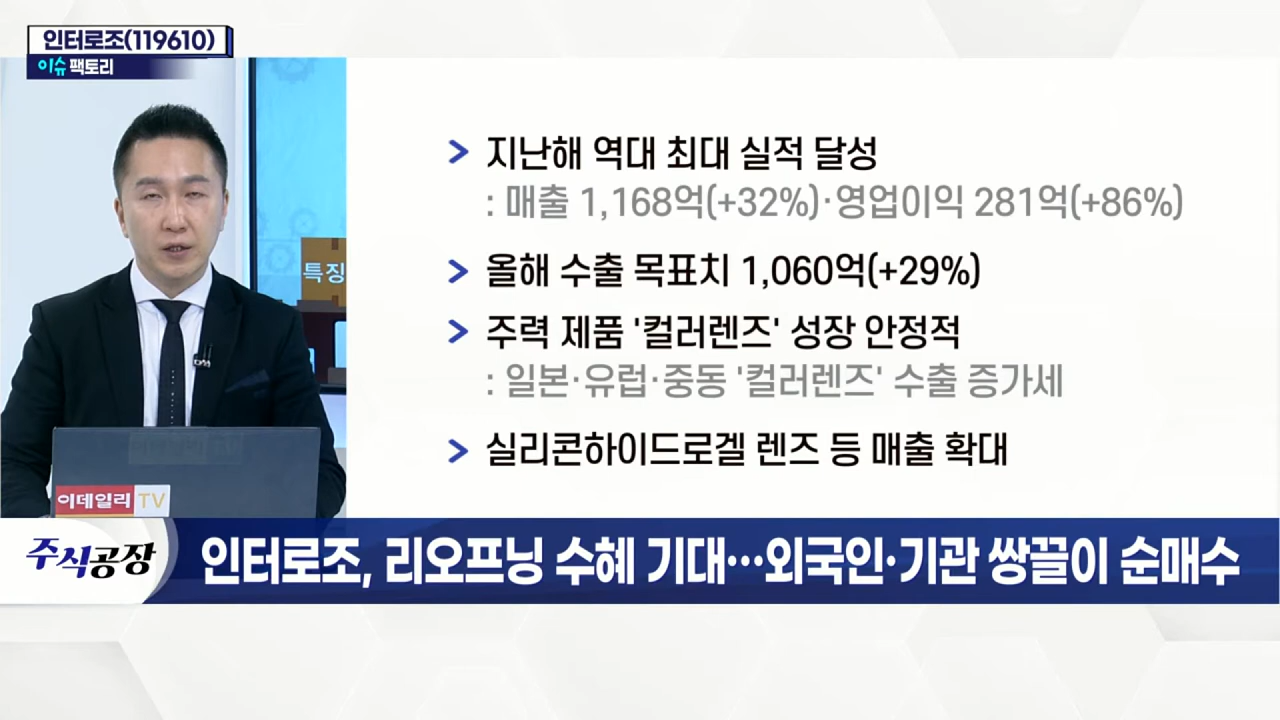 인터로조(119610)
이슈 팩토리
특징
> 지난해 역대 최대 실적 달성
: 매출 1,168억(+32%)·영업이익 281억(+86%)
> 올해 수출 목표치 1,060억(+29%)
> 주력 제품 '컬러렌즈' 성장 안정적
: 일본·유럽·중동 '컬러렌즈' 수출 증가세
> 실리콘하이드로겔 렌즈 등 매출 확대
이데일리 TV
주식공장
인터로조, 리오프닝 수혜 기대…외국인·기관 쌍끌이 순매수